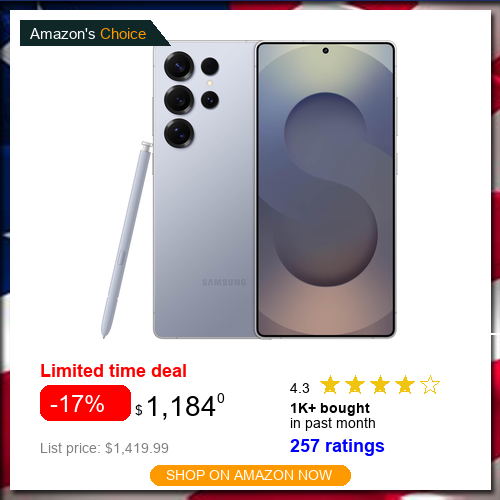 Amazon's Choice
SAMSUNG
Limited time deal
-17% $1,184⁰
List price: $1,419.99
4.3
1K+ bought
in past month
257 ratings
SHOP ON AMAZON NOW